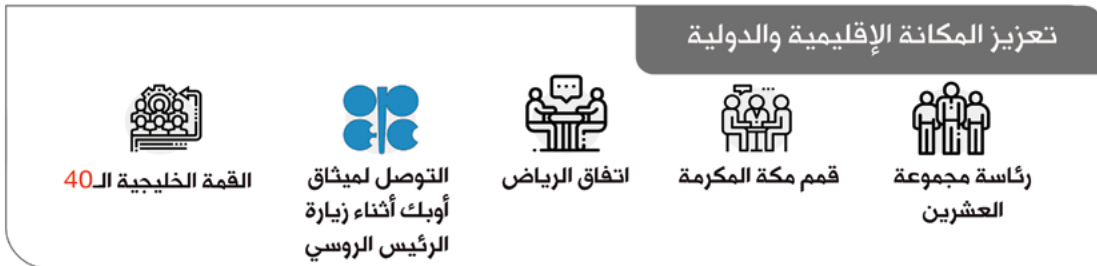 تعزيز المكانة الإقليمية والدولية
رئاسة مجموعة
العشرين
قمم مكة المكرمة
اتفاق الرياض
التوصل لميثاق
أوبك أثناء زيارة
الرئيس الروسي
القمة الخليجية الـ40